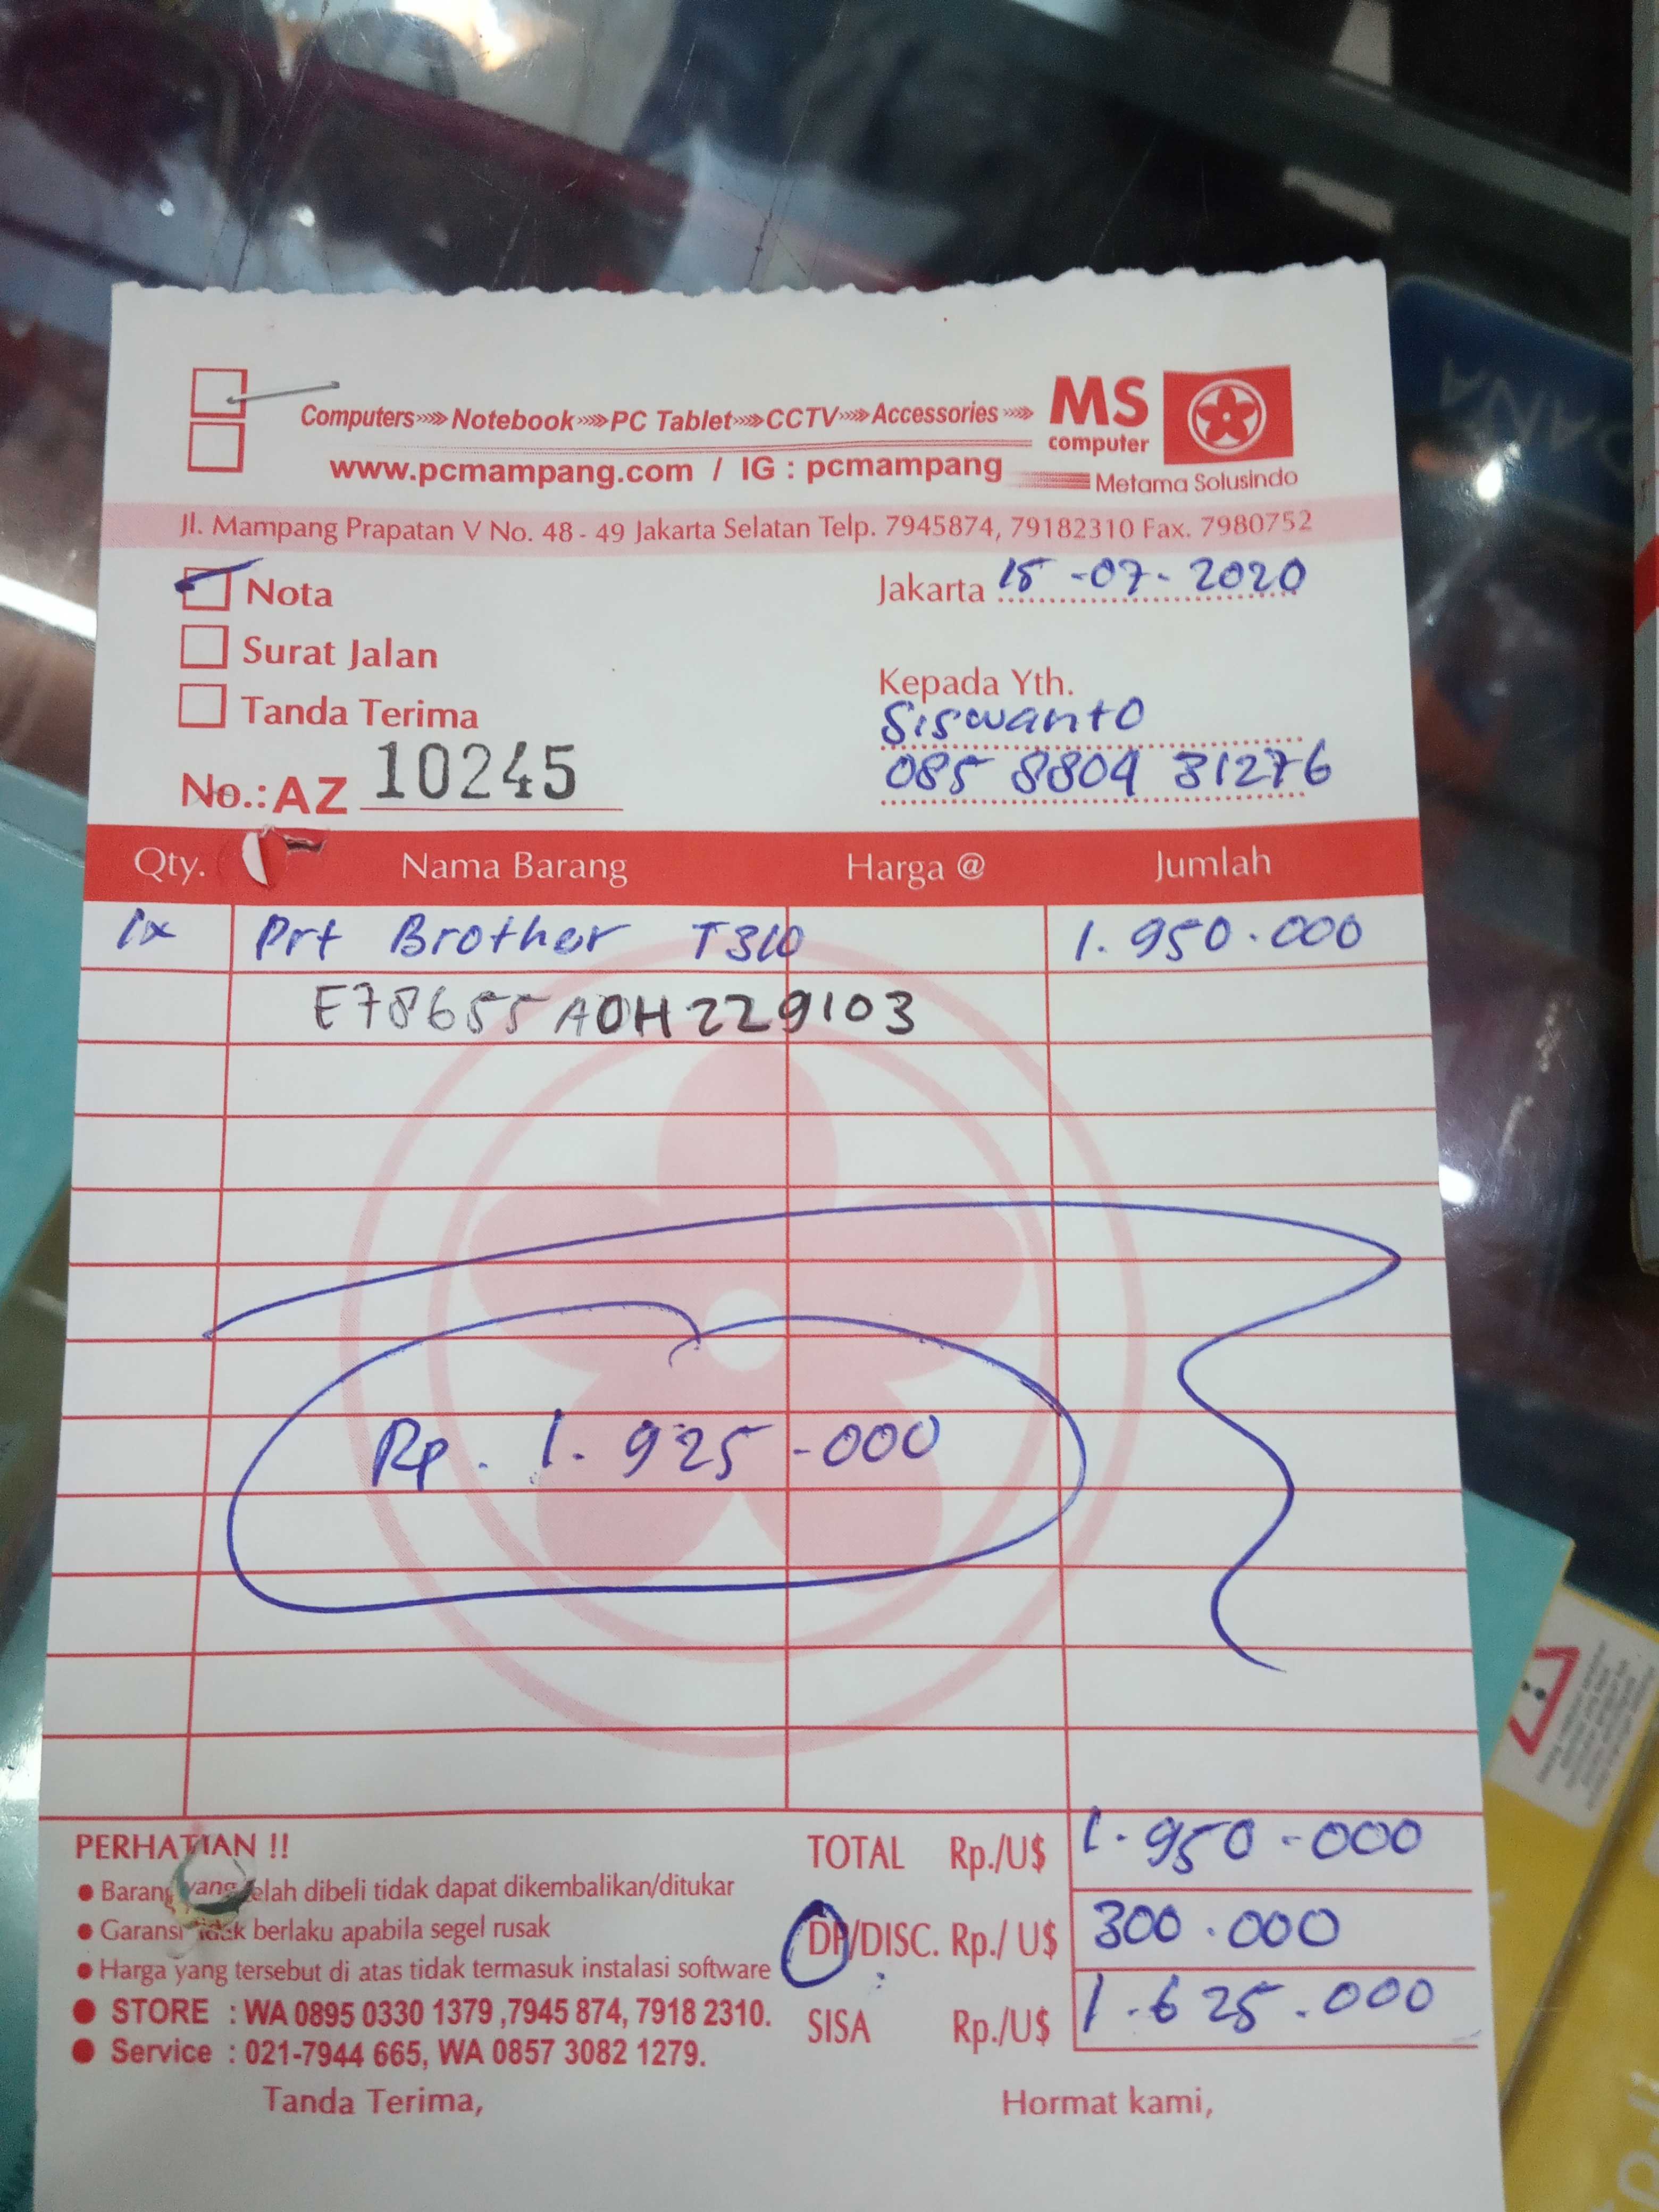 Computers Notebook PC Tablet CCTV Accessories
MS
computer
www.pcmampang.com / IG : pcmampang
Metama Solusindo
Jl. Mampang Prapatan V No. 48 - 49 Jakarta Selatan Telp. 7945874, 79182310 Fax. 7980752
Nota
Jakarta 15-07-2020
Surat Jalan
Tanda Terima
Kepada Yth.
Siswanto
085 8804 31276
No.: AZ 10245
Qty. Nama Barang Harga @ Jumlah
1x Prt Brother T310 1.950.000
E78655A0H229103
Rp. 1.925-000
PERHATIAN !!
• Barang yang telah dibeli tidak dapat dikembalikan/ditukar
• Garansi tidak berlaku apabila segel rusak
• Harga yang tersebut di atas tidak termasuk instalasi software
• STORE : WA 0895 0330 1379 ,7945 874, 7918 2310.
• Service : 021-7944 665, WA 0857 3082 1279.
TOTAL Rp./U$ 1.950-000
DP/DISC. Rp./ U$ 300.000
SISA Rp./U$ 1.625.000
Tanda Terima, Hormat kami,
DANA